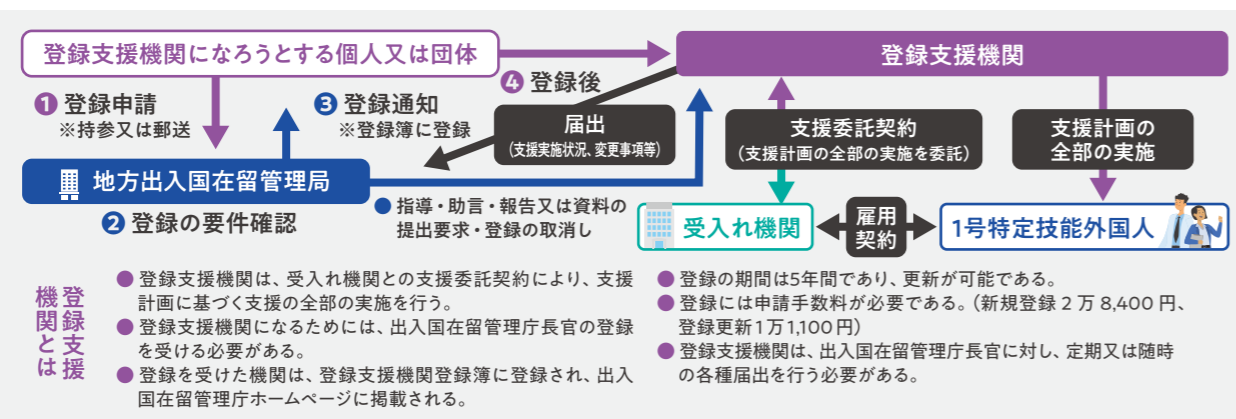 登録支援機関になろうとする個人又は団体
登録支援機関
❶ 登録申請
※持参又は郵送
❸ 登録通知
※登録簿に登録
❹ 登録後
届出
(支援実施状況、変更事項等)
支援委託契約
(支援計画の全部の実施を委託)
支援計画の
全部の実施
地方出入国在留管理局
❷ 登録の要件確認
● 指導・助言・報告又は資料の
提出要求・登録の取消し
受入れ機関
雇用
契約
1号特定技能外国人
登録支援
機関とは
● 登録支援機関は、受入れ機関との支援委託契約により、支援
計画に基づく支援の全部の実施を行う。
● 登録支援機関になるためには、出入国在留管理庁長官の登録
を受ける必要がある。
● 登録を受けた機関は、登録支援機関登録簿に登録され、出入
国在留管理庁ホームページに掲載される。
● 登録の期間は5年間であり、更新が可能である。
● 登録には申請手数料が必要である。(新規登録 2 万 8,400 円、
登録更新1万1,100円)
● 登録支援機関は、出入国在留管理庁長官に対し、定期又は随時
の各種届出を行う必要がある。